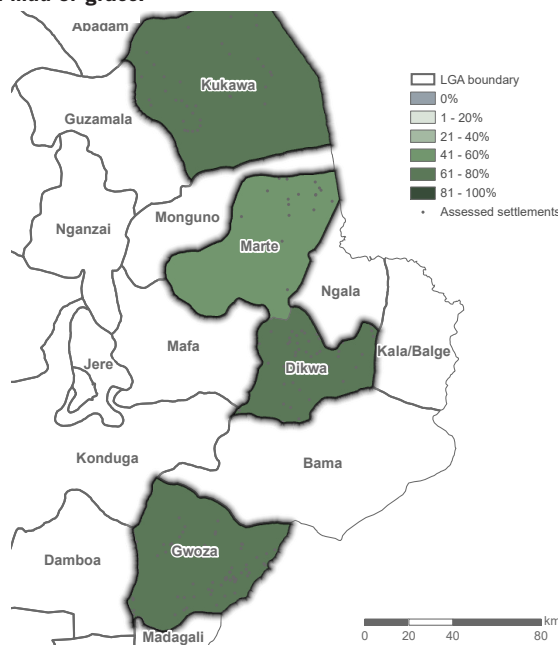 Abadam
Kukawa
Guzamala
LGA boundary
0%
1 - 20%
21 - 40%
41 - 60%
61 - 80%
81 - 100%
Assessed settlements
Monguno
Nganzai
Marte
Ngala
Mafa
Kala/Balge
Jere
Dikwa
Konduga
Bama
Gwoza
Damboa
Madagali
km
0 20 40 80